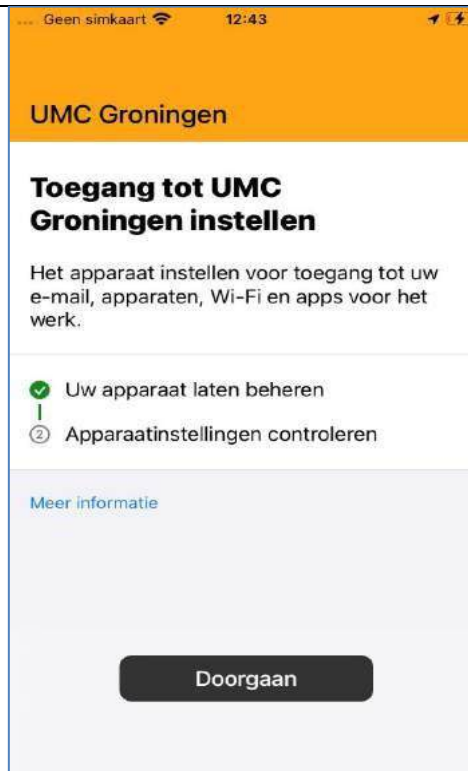 Geen simkaart 12:43
UMC Groningen
Toegang tot UMC
Groningen instellen
Het apparaat instellen voor toegang tot uw
e-mail, apparaten, Wi-Fi en apps voor het
werk.
Uw apparaat laten beheren
2 Apparaatinstellingen controleren
Meer informatie
Doorgaan